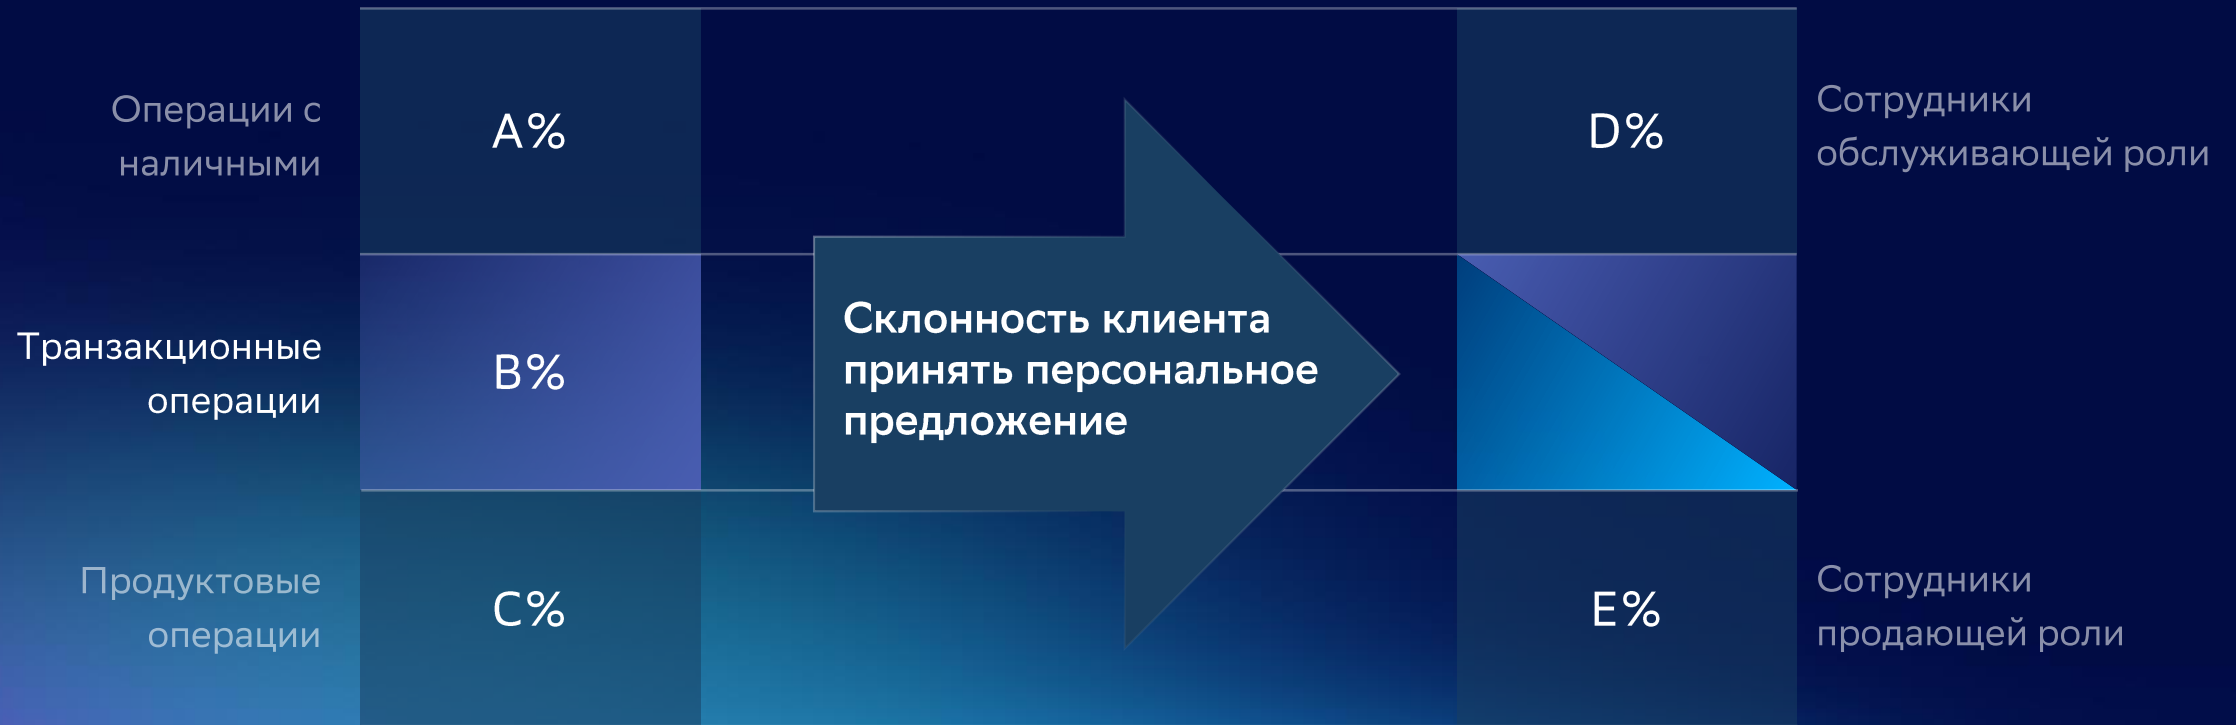 Операции с
наличными
A%
D%
Сотрудники
обслуживающей роли
Транзакционные
операции
B%
Склонность клиента
принять персональное
предложение
Продуктовые
операции
C%
E%
Сотрудники
продающей роли